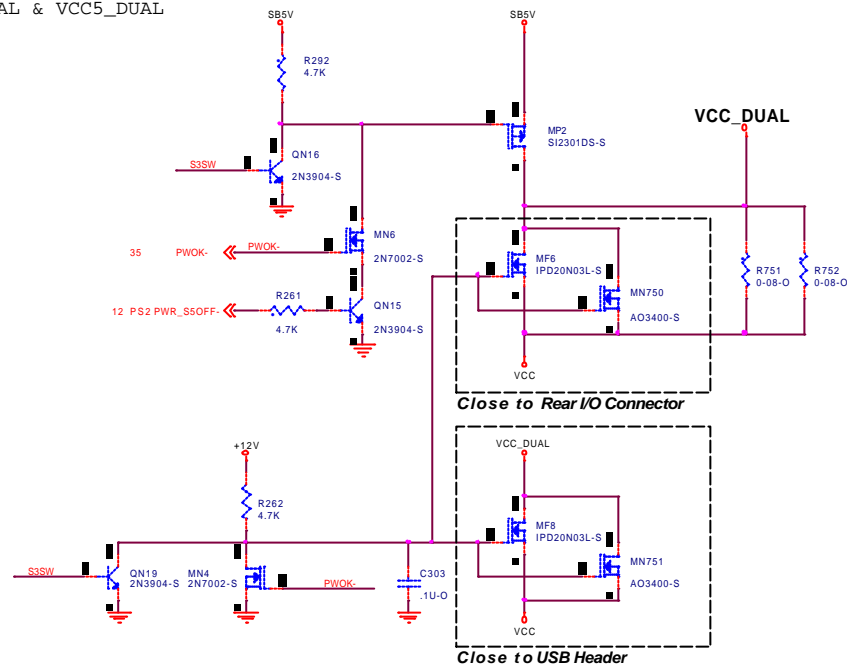 AL & VCC5_DUAL
SB5V
SB5V
R292
4.7K
VCC_DUAL
MP2
SI2301DS-S
QN16
2N3904-S
S3SW
MN6
2N7002-S
35 PWOK- PWOK-
MF6
IPD20N03L-S
R751
0-08-O
R752
0-08-O
MN750
AO3400-S
R261
4.7K
12 PS2 PWR_S5OFF-
QN15
2N3904-S
VCC
Close to Rear I/O Connector
+12V
VCC_DUAL
R262
4.7K
MF8
IPD20N03L-S
MN751
AO3400-S
S3SW
QN19
2N3904-S
MN4
2N7002-S
PWOK-
C303
.1U-O
VCC
Close to USB Header